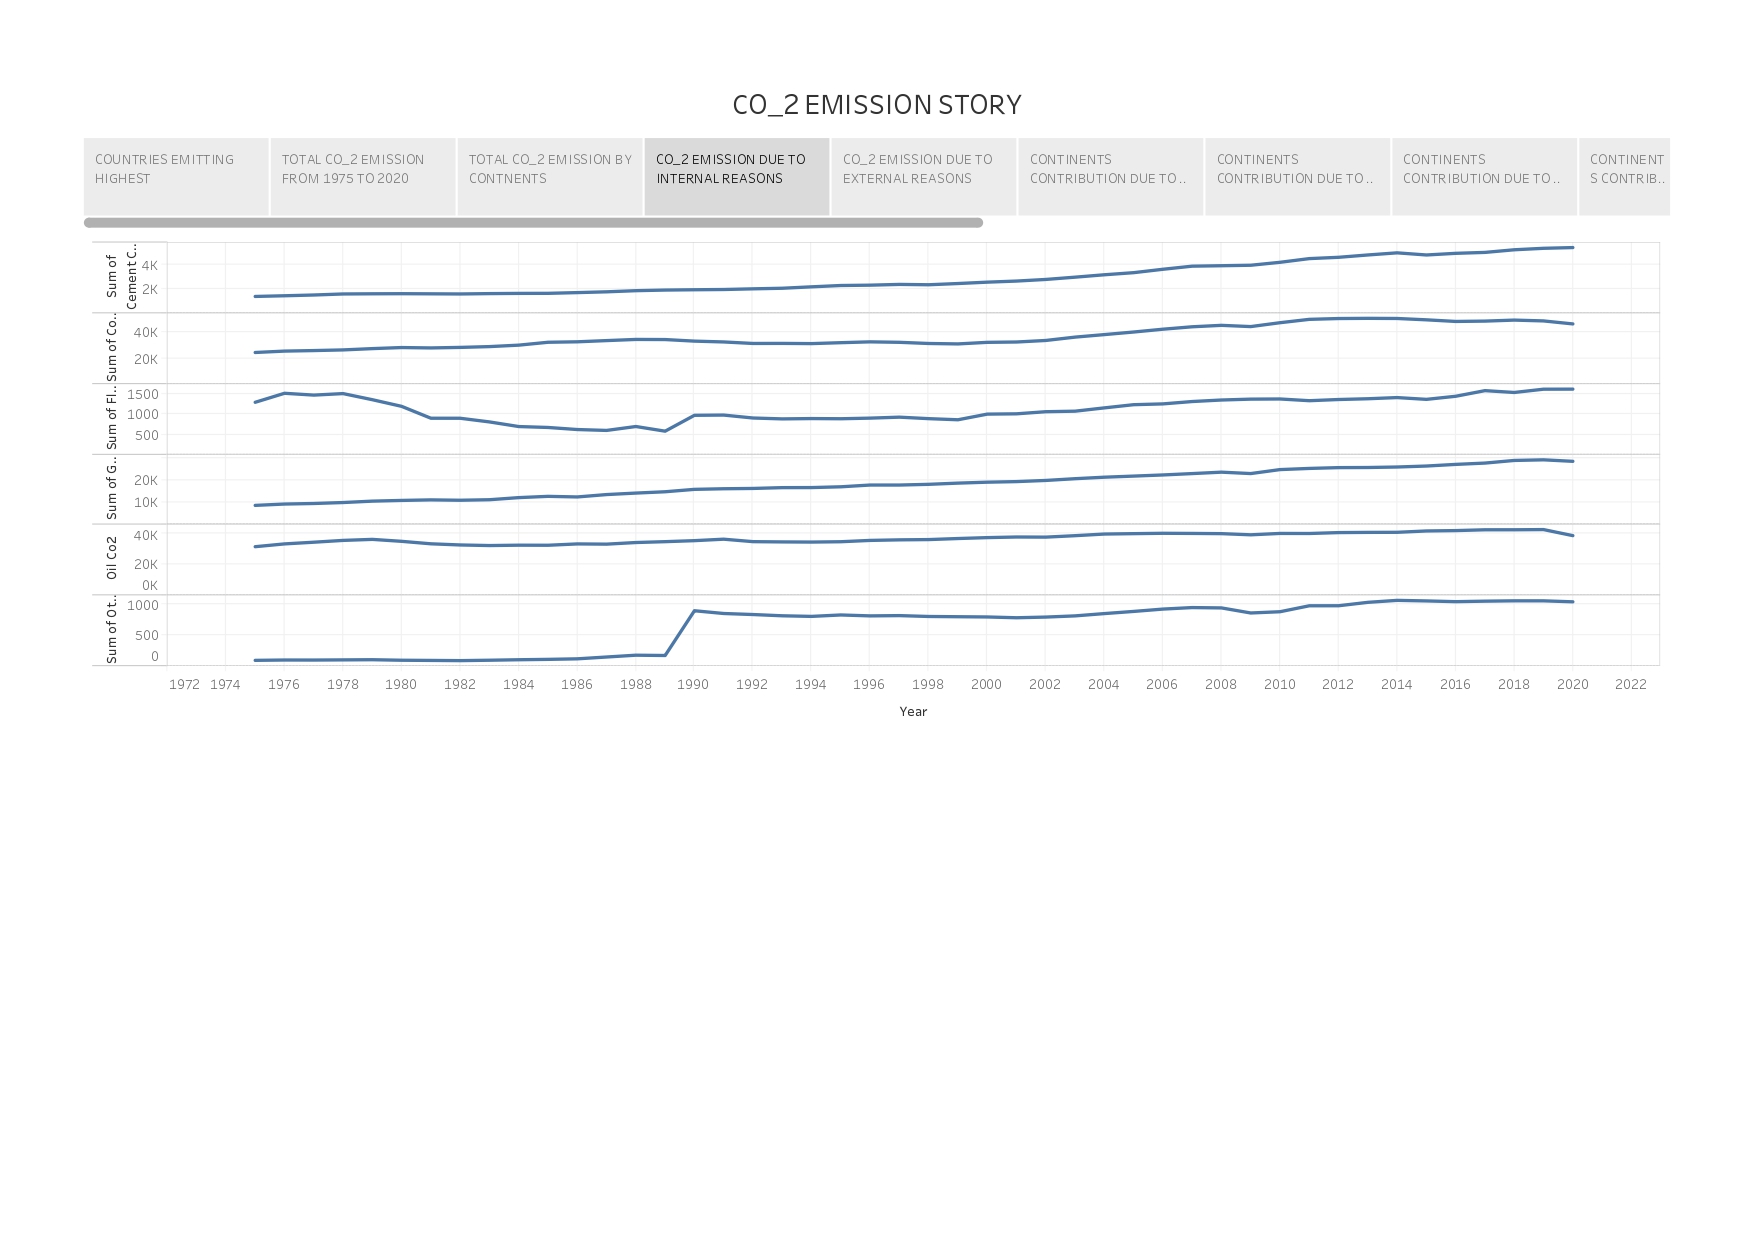 CO_2 EMISSION STORY
COUNTRIES EMITTING
HIGHEST
TOTAL CO_2 EMISSION
FROM 1975 TO 2020
TOTAL CO_2 EMISSION BY
CONTNENTS
CO_2 EMISSION DUE TO
INTERNAL REASONS
CO_2 EMISSION DUE TO
EXTERNAL REASONS
CONTINENTS
CONTRIBUTION DUE TO ..
CONTINENTS
CONTRIBUTION DUE TO ..
CONTINENTS
CONTRIBUTION DUE TO ..
CONTINENT
S CONTRIB..
Sum of
Cement C..
4K
2K
Sum of Co..
40K
20K
Sum of Fl..
1500
1000
500
Sum of G..
20K
10K
Oil Co2
40K
20K
0K
Sum of Ot..
1000
500
0
1972 1974 1976 1978 1980 1982 1984 1986 1988 1990 1992 1994 1996 1998 2000 2002 2004 2006 2008 2010 2012 2014 2016 2018 2020 2022
Year